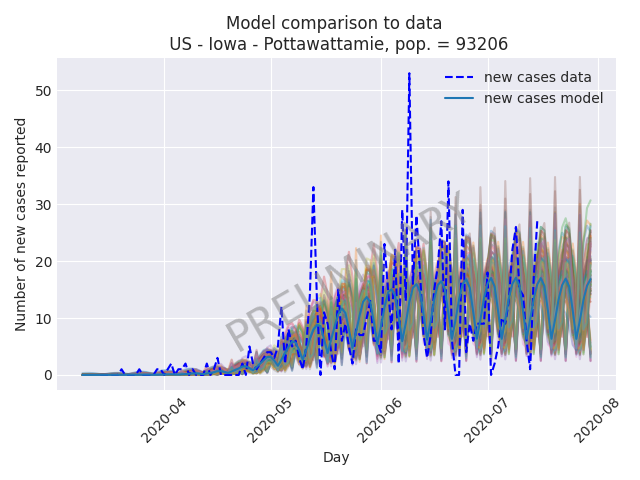 Model comparison to data
US - Iowa - Pottawattamie, pop. = 93206
new cases data
new cases model
PRELIMINARY
Number of new cases reported
50
40
30
20
10
0
2020-04
2020-05
2020-06
2020-07
2020-08
Day